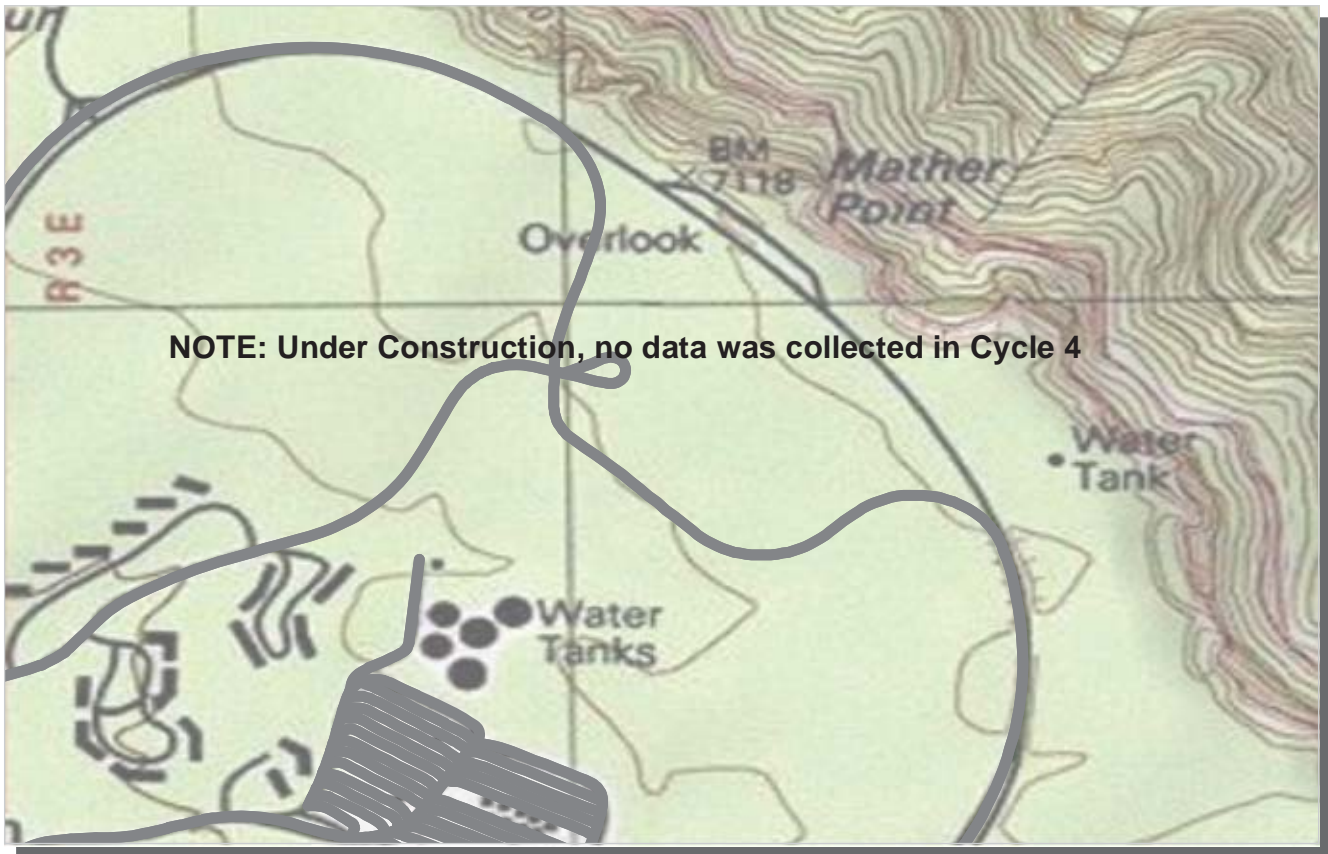 BM
7118
Mather
Point
R 3 E
Overlook
NOTE: Under Construction, no data was collected in Cycle 4
Water
Tank
Water
Tanks